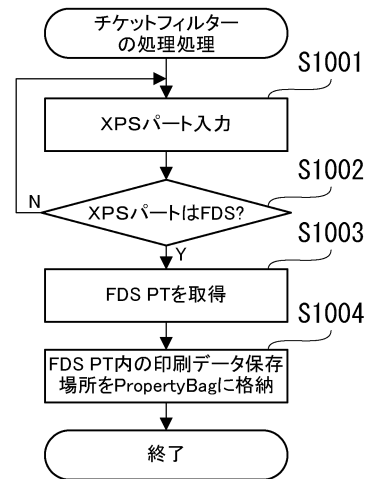 チケットフィルター
の処理処理
S1001
XPSパート入力
S1002
XPSパートはFDS?
N
Y
S1003
FDS PTを取得
S1004
FDS PT内の印刷データ保存
場所をPropertyBagに格納
終了